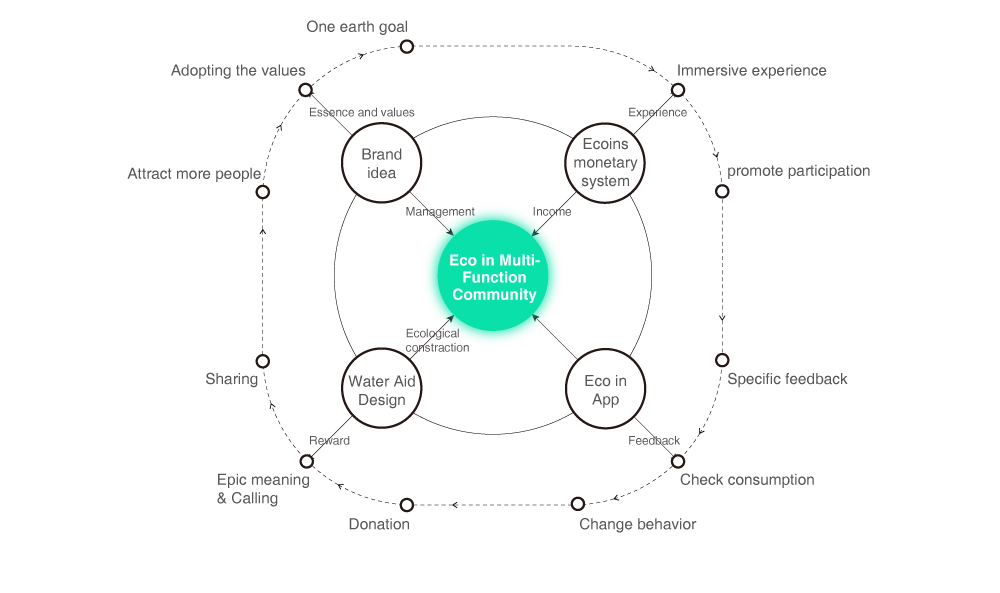 One earth goal
Adopting the values
Immersive experience
Essence and values
Experience
Brand
idea
Ecoins
monetary
system
Attract more people
promote participation
Management
Income
Eco in Multi-
Function
Community
Ecological
constraction
Sharing
Water Aid
Design
Eco in
App
Specific feedback
Reward
Feedback
Epic meaning
& Calling
Check consumption
Donation
Change behavior